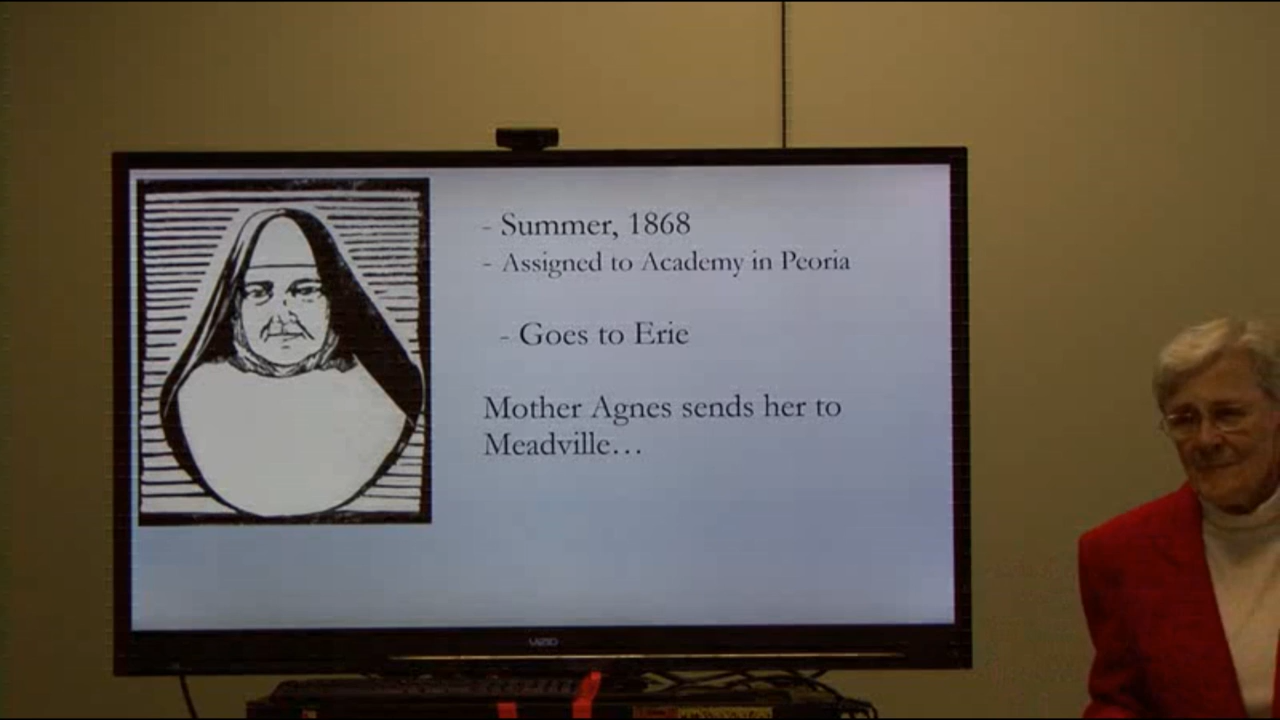 - Summer, 1868
- Assigned to Academy in Peoria
- Goes to Erie
Mother Agnes sends her to
Meadville…
VIZIO